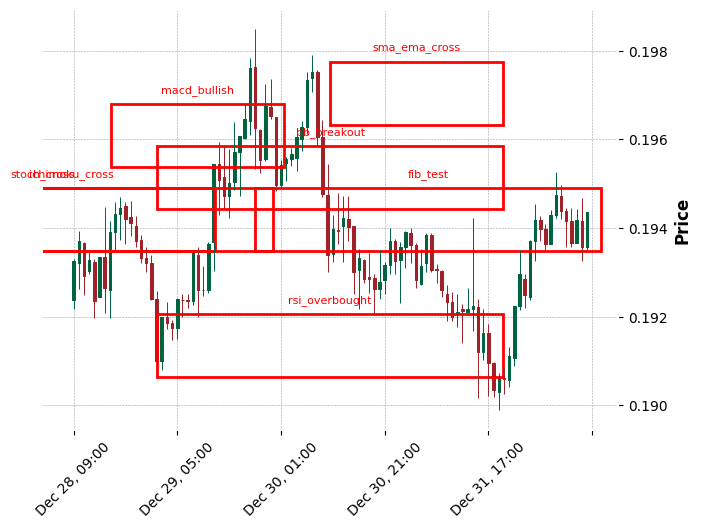 sma_ema_cross
0.198
macd_bullish
0.196
bb_breakout
fib_test
0.194
Price
rsi_overbought
0.192
0.190
Dec 28, 09:00
Dec 29, 05:00
Dec 30, 01:00
Dec 30, 21:00
Dec 31, 17:00